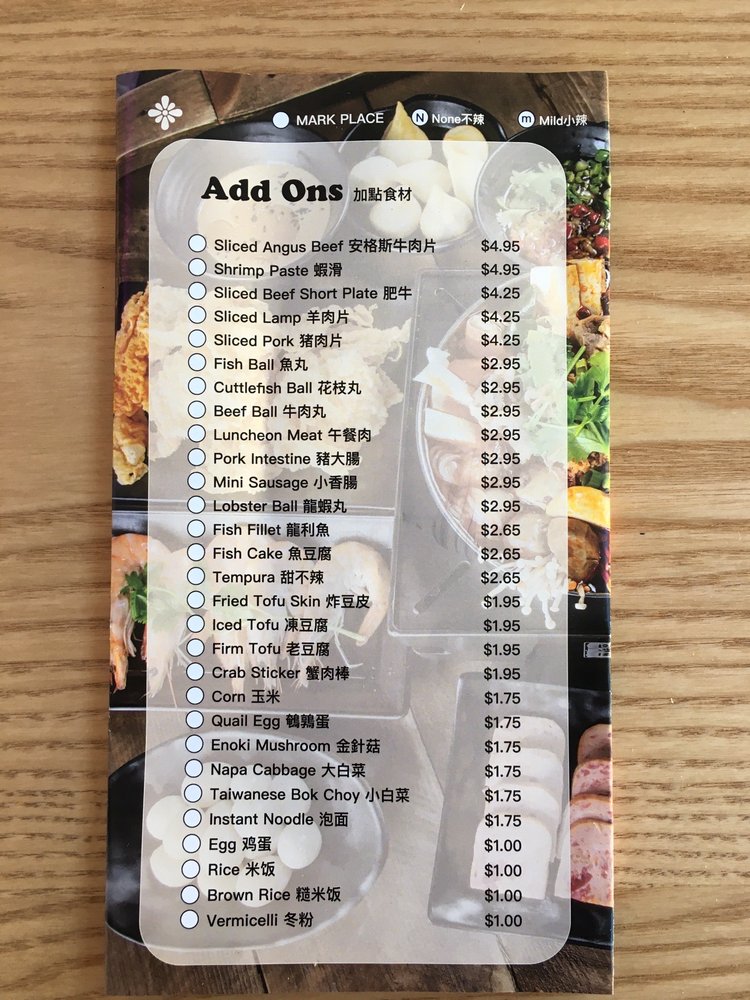 MARK PLACE N None不辣 m Mild小辣
Add Ons 加點食材
Sliced Angus Beef 安格斯牛肉片 $4.95
Shrimp Paste 蝦滑 $4.95
Sliced Beef Short Plate 肥牛 $4.25
Sliced Lamp 羊肉片 $4.25
Sliced Pork 猪肉片 $4.25
Fish Ball 魚丸 $2.95
Cuttlefish Ball 花枝丸 $2.95
Beef Ball 牛肉丸 $2.95
Luncheon Meat 午餐肉 $2.95
Pork Intestine 豬大腸 $2.95
Mini Sausage 小香腸 $2.95
Lobster Ball 龍蝦丸 $2.95
Fish Fillet 龍利魚 $2.65
Fish Cake 魚豆腐 $2.65
Tempura 甜不辣 $2.65
Fried Tofu Skin 炸豆皮 $1.95
Iced Tofu 凍豆腐 $1.95
Firm Tofu 老豆腐 $1.95
Crab Sticker 蟹肉棒 $1.95
Corn 玉米 $1.75
Quail Egg 鵪鶉蛋 $1.75
Enoki Mushroom 金針菇 $1.75
Napa Cabbage 大白菜 $1.75
Taiwanese Bok Choy 小白菜 $1.75
Instant Noodle 泡面 $1.75
Egg 鸡蛋 $1.00
Rice 米饭 $1.00
Brown Rice 糙米饭 $1.00
Vermicelli 冬粉 $1.00